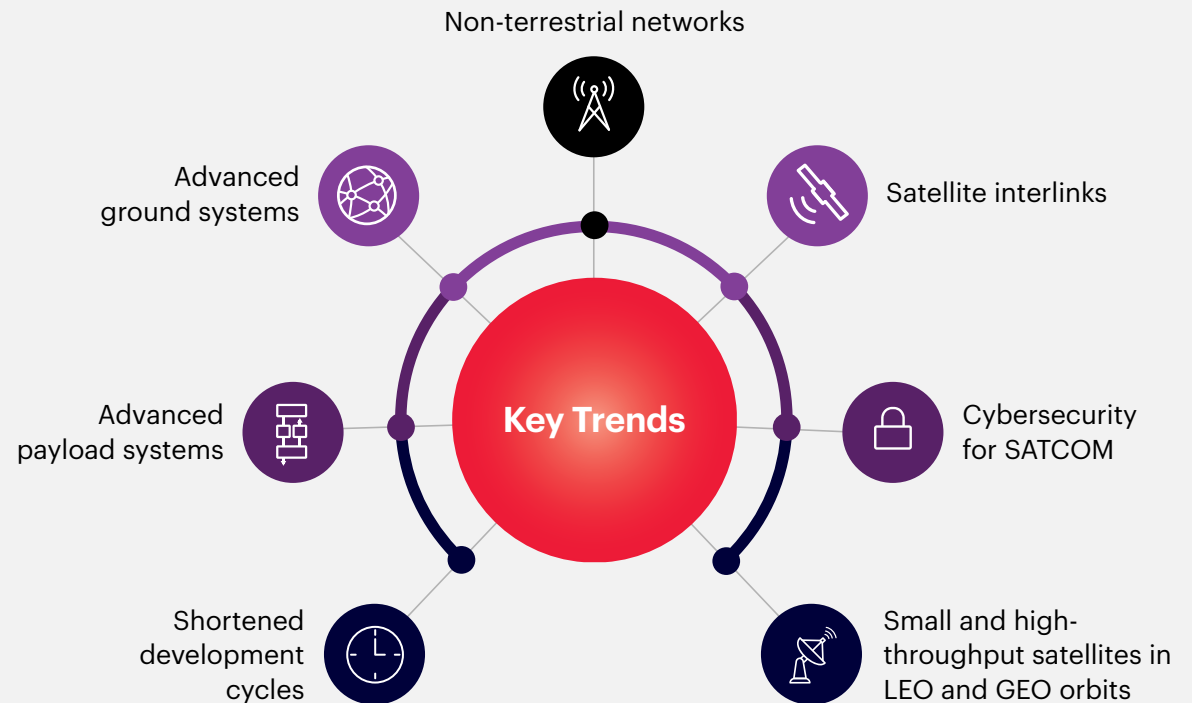 Non-terrestrial networks
Advanced
ground systems
Satellite interlinks
Advanced
payload systems
Key Trends
Cybersecurity
for SATCOM
Shortened
development
cycles
Small and high-
throughput satellites in
LEO and GEO orbits